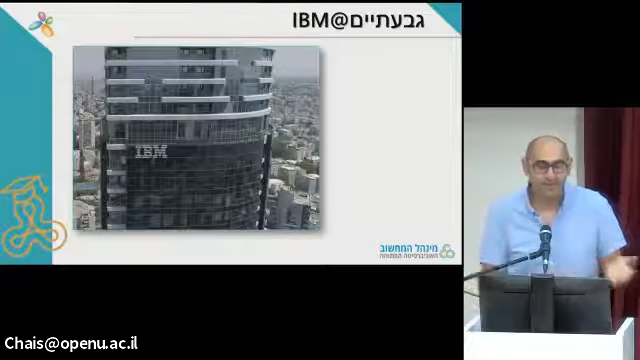 גבעתיים@IBM
IBM
מינהל המחשוב
האוניברסיטה הפתוחה
Chais@openu.ac.il